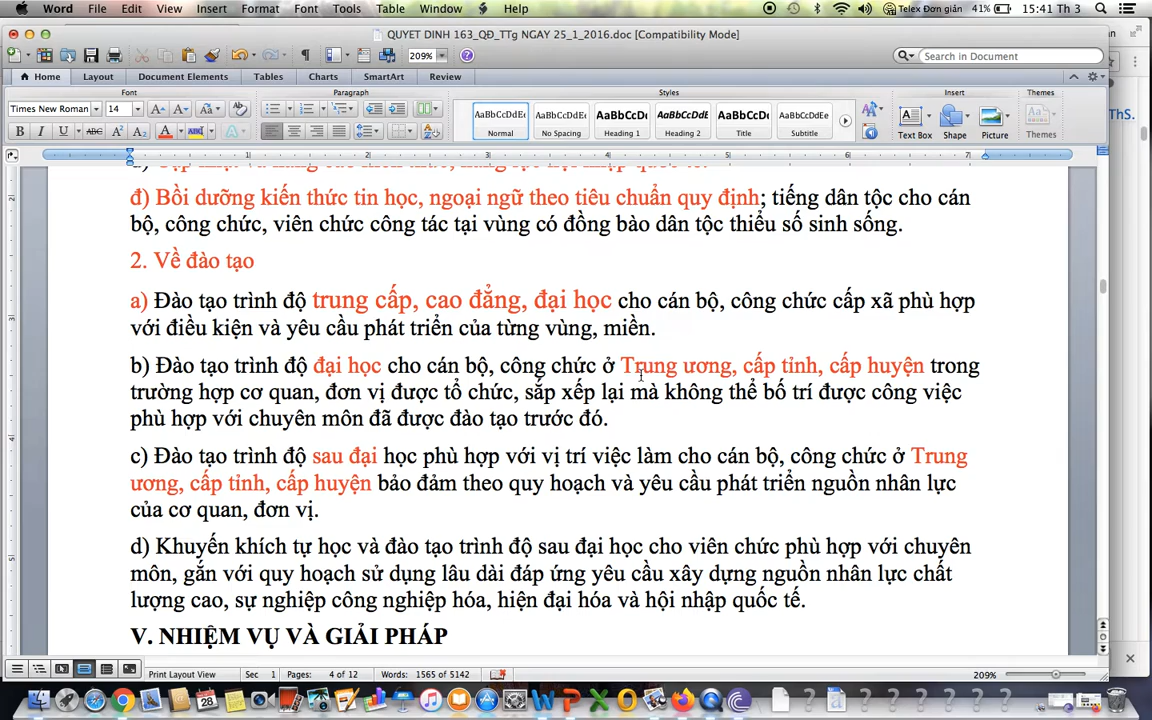 Word File Edit View Insert Format Font Tools Table Window Help Telex Đơn giản 41% 15:41 Th 3
QUYET DINH 163_QĐ_TTg NGAY 25_1_2016.doc [Compatibility Mode]
209% Search in Document
Home Layout Document Elements Tables Charts SmartArt Review
Font Paragraph Styles Insert Themes
Times New Roman 14
AaBbCcDdEe AaBbCcDdEe AaBbCcDc AaBbCcDdEe AaBbCcDc AaBbCcDdEe
Normal No Spacing Heading 1 Heading 2 Title Subtitle Text Box Shape Picture Themes
ThS.
đ) Bồi dưỡng kiến thức tin học, ngoại ngữ theo tiêu chuẩn quy định; tiếng dân tộc cho cán
bộ, công chức, viên chức công tác tại vùng có đồng bào dân tộc thiểu số sinh sống.
2. Về đào tạo
a) Đào tạo trình độ trung cấp, cao đẳng, đại học cho cán bộ, công chức cấp xã phù hợp
với điều kiện và yêu cầu phát triển của từng vùng, miền.
b) Đào tạo trình độ đại học cho cán bộ, công chức ở Trung ương, cấp tỉnh, cấp huyện trong
trường hợp cơ quan, đơn vị được tổ chức, sắp xếp lại mà không thể bố trí được công việc
phù hợp với chuyên môn đã được đào tạo trước đó.
c) Đào tạo trình độ sau đại học phù hợp với vị trí việc làm cho cán bộ, công chức ở Trung
ương, cấp tỉnh, cấp huyện bảo đảm theo quy hoạch và yêu cầu phát triển nguồn nhân lực
của cơ quan, đơn vị.
d) Khuyến khích tự học và đào tạo trình độ sau đại học cho viên chức phù hợp với chuyên
môn, gắn với quy hoạch sử dụng lâu dài đáp ứng yêu cầu xây dựng nguồn nhân lực chất
lượng cao, sự nghiệp công nghiệp hóa, hiện đại hóa và hội nhập quốc tế.
V. NHIỆM VỤ VÀ GIẢI PHÁP
Print Layout View Sec 1 Pages: 4 of 12 Words: 1565 of 5142 209%